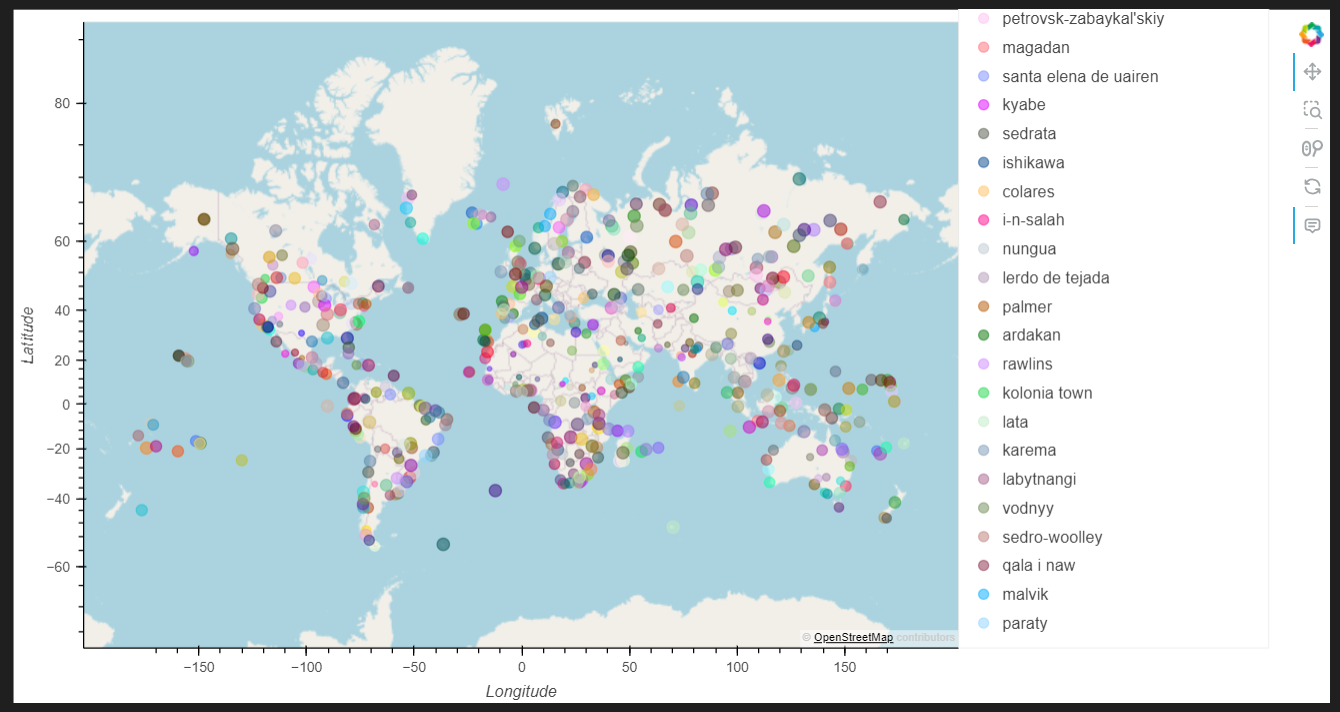 petrovsk-zabaykal'skiy
magadan
santa elena de uairen
kyabe
sedrata
ishikawa
colares
i-n-salah
nungua
lerdo de tejada
palmer
ardakan
rawlins
kolonia town
lata
karema
labytnangi
vodnyy
sedro-woolley
qala i naw
malvik
paraty
80
60
40
20
0
−20
−40
−60
Latitude
© OpenStreetMap contributors
−150 −100 −50 0 50 100 150
Longitude